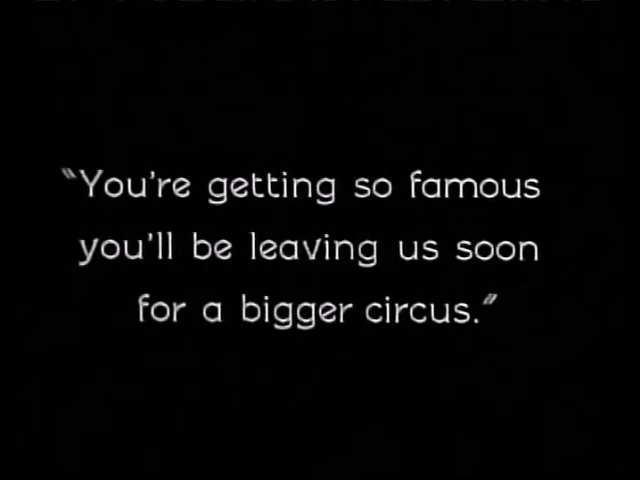 "You're getting so famous
you'll be leaving us soon
for a bigger circus."